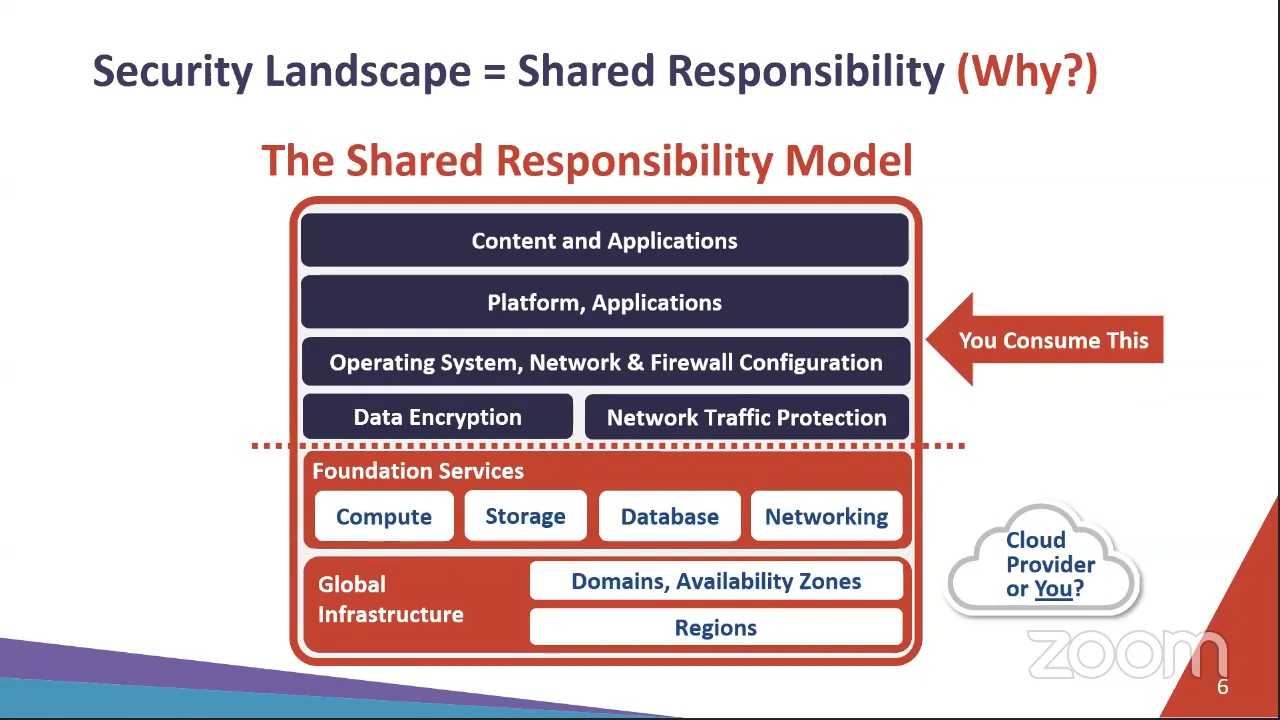 Security Landscape = Shared Responsibility (Why?)
The Shared Responsibility Model
Content and Applications
Platform, Applications
Operating System, Network & Firewall Configuration
You Consume This
Data Encryption
Network Traffic Protection
Foundation Services
Compute
Storage
Database
Networking
Global
Infrastructure
Domains, Availability Zones
Regions
Cloud
Provider
or You?
zoom
6